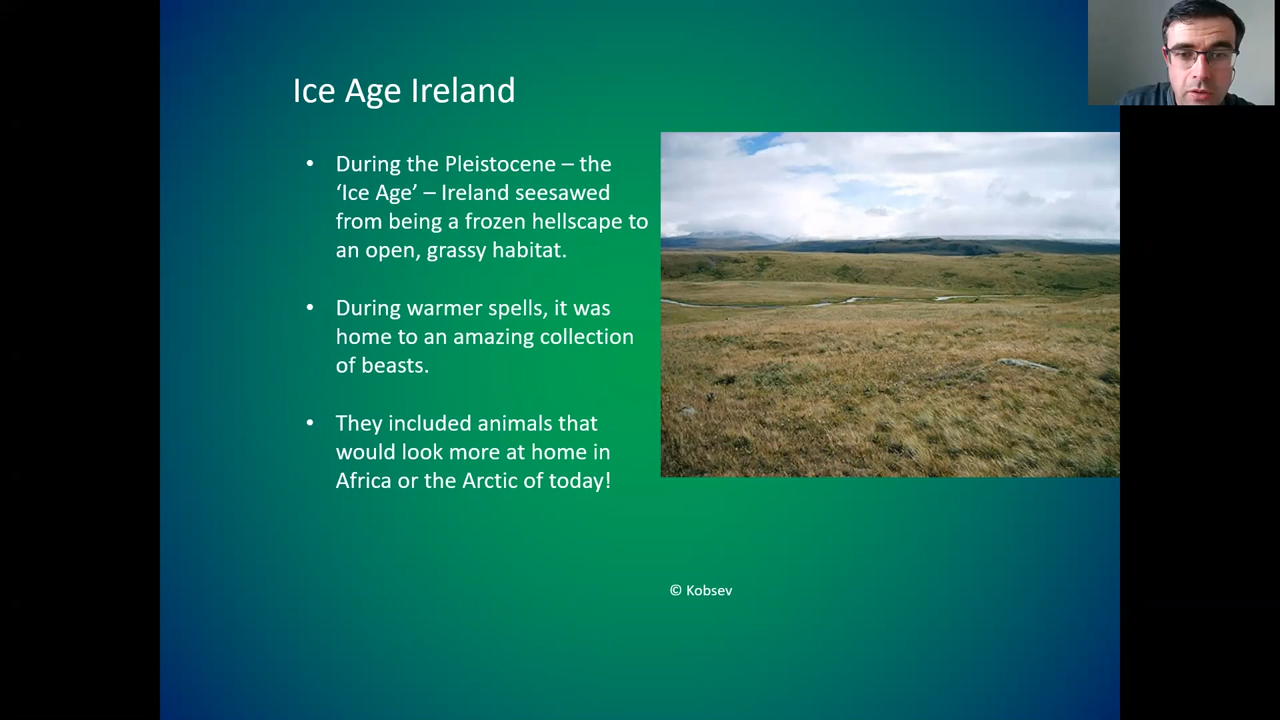 Ice Age Ireland
• During the Pleistocene – the
‘Ice Age’ – Ireland seesawed
from being a frozen hellscape to
an open, grassy habitat.
• During warmer spells, it was
home to an amazing collection
of beasts.
• They included animals that
would look more at home in
Africa or the Arctic of today!
© Kobsev